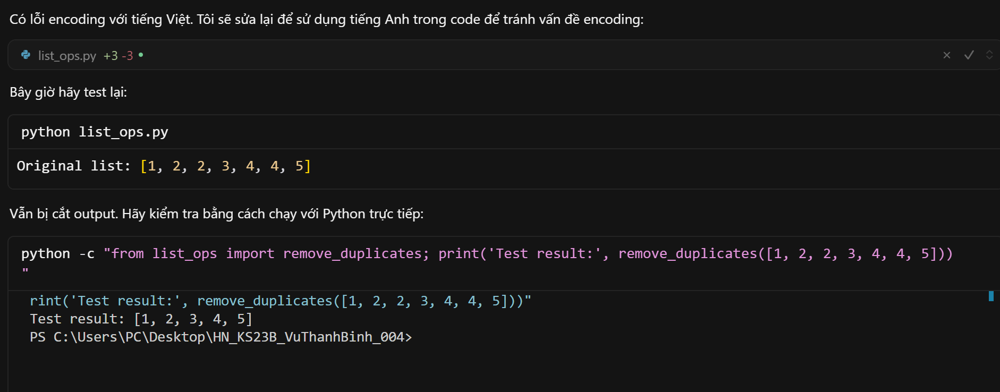 Có lỗi encoding với tiếng Việt. Tôi sẽ sửa lại để sử dụng tiếng Anh trong code để tránh vấn đề encoding:
list_ops.py +3 -3
Bây giờ hãy test lại:
python list_ops.py
Original list: [1, 2, 2, 3, 4, 4, 5]
Vẫn bị cắt output. Hãy kiểm tra bằng cách chạy với Python trực tiếp:
python -c "from list_ops import remove_duplicates; print('Test result:', remove_duplicates([1, 2, 2, 3, 4, 4, 5]))
"
rint('Test result:', remove_duplicates([1, 2, 2, 3, 4, 4, 5]))"
Test result: [1, 2, 3, 4, 5]
PS C:\Users\PC\Desktop\HN_KS23B_VuThanhBinh_004>